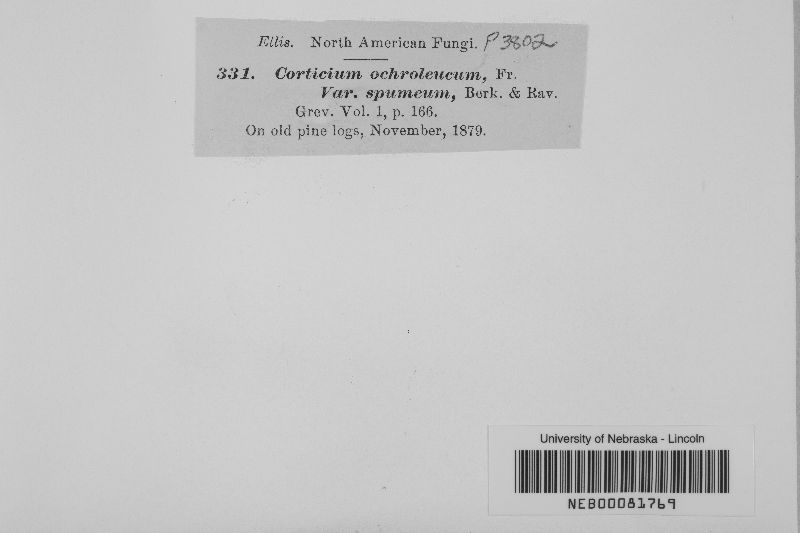 Ellis. North American Fungi. P 3802
331. Corticium ochroleucum, Fr.
Var. spumeum, Berk. & Rav.
Grev. Vol. 1, p. 166.
On old pine logs, November, 1879.
University of Nebraska - Lincoln
NEB00081769